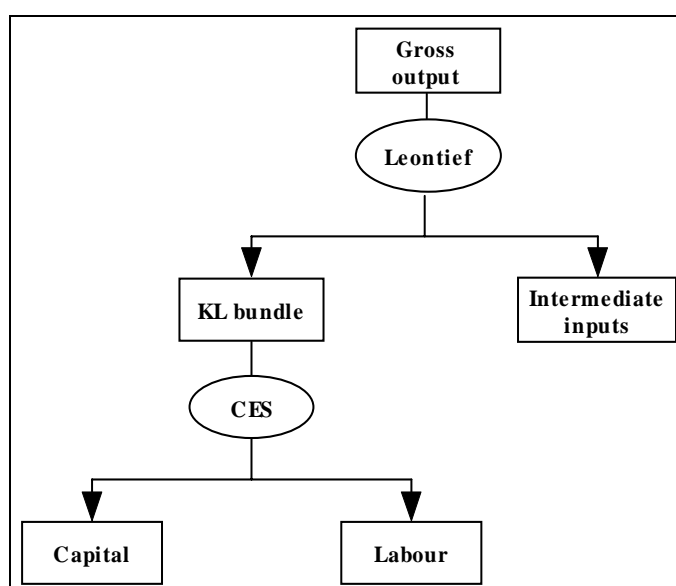 Gross
output
Leontief
KL bundle
Intermediate
inputs
CES
Capital
Labour